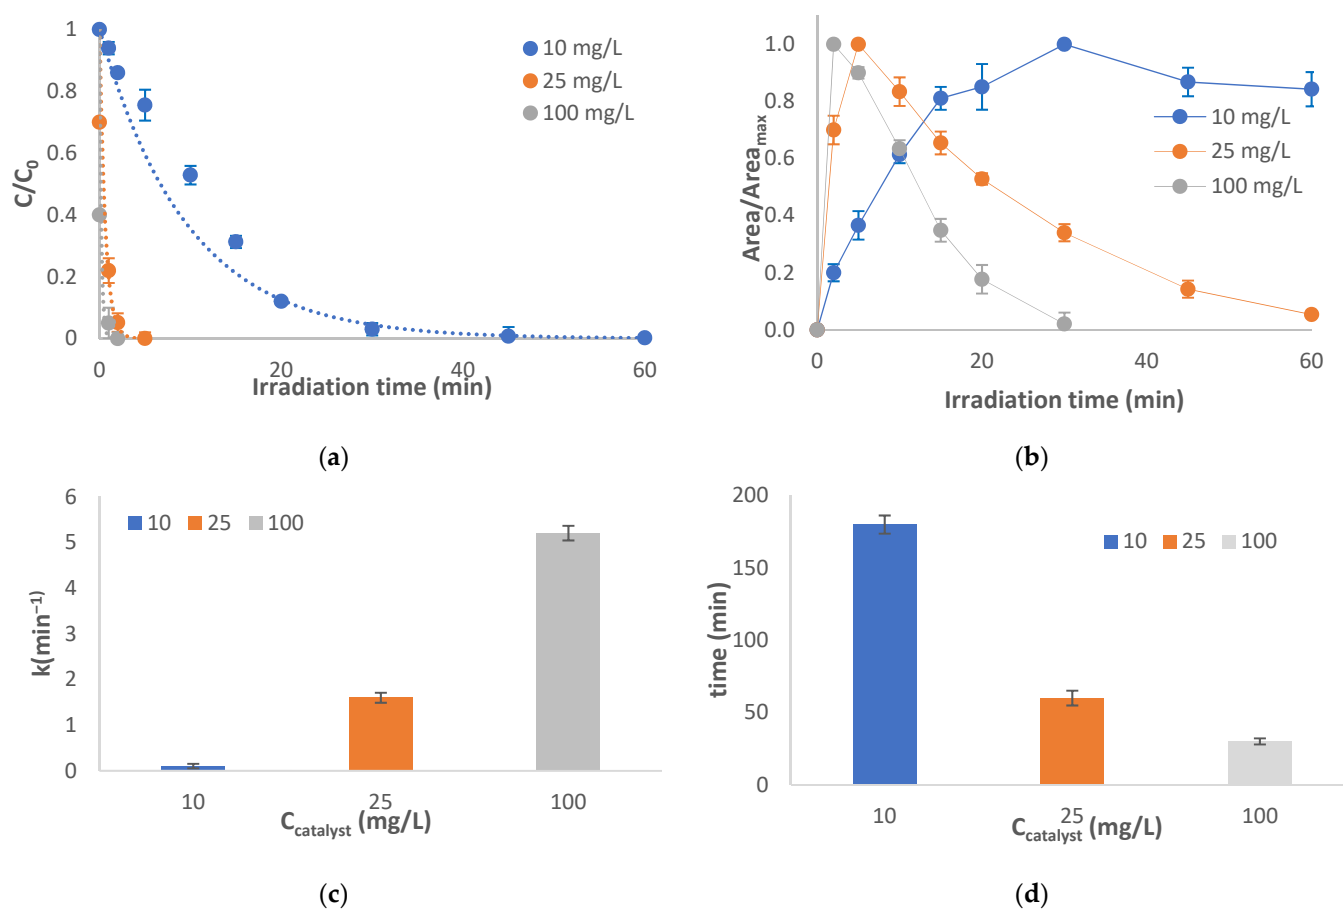 1
0.8
0.6
0.4
0.2
0
C/C0
10 mg/L
25 mg/L
100 mg/L
0 20 40 60
Irradiation time (min)
(a)
1.0
0.8
0.6
0.4
0.2
0.0
Area/Areamax
10 mg/L
25 mg/L
100 mg/L
0 20 40 60
Irradiation time (min)
(b)
6
5
4
3
2
1
0
k(min−1)
10 25 100
10 25 100
Ccatalyst (mg/L)
(c)
200
150
100
50
0
time (min)
10 25 100
10 25 100
Ccatalyst (mg/L)
(d)